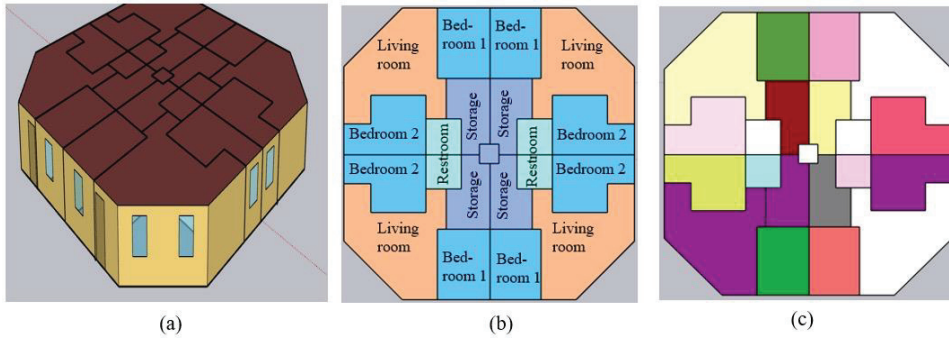 Bed-
room 1
Bed-
room 1
Living
room
Living
room
Storage
Storage
Bedroom 2
Bedroom 2
Restroom
Restroom
Bedroom 2
Bedroom 2
Storage
Storage
Living
room
Living
room
Bed-
room 1
Bed-
room 1
(a)
(b)
(c)